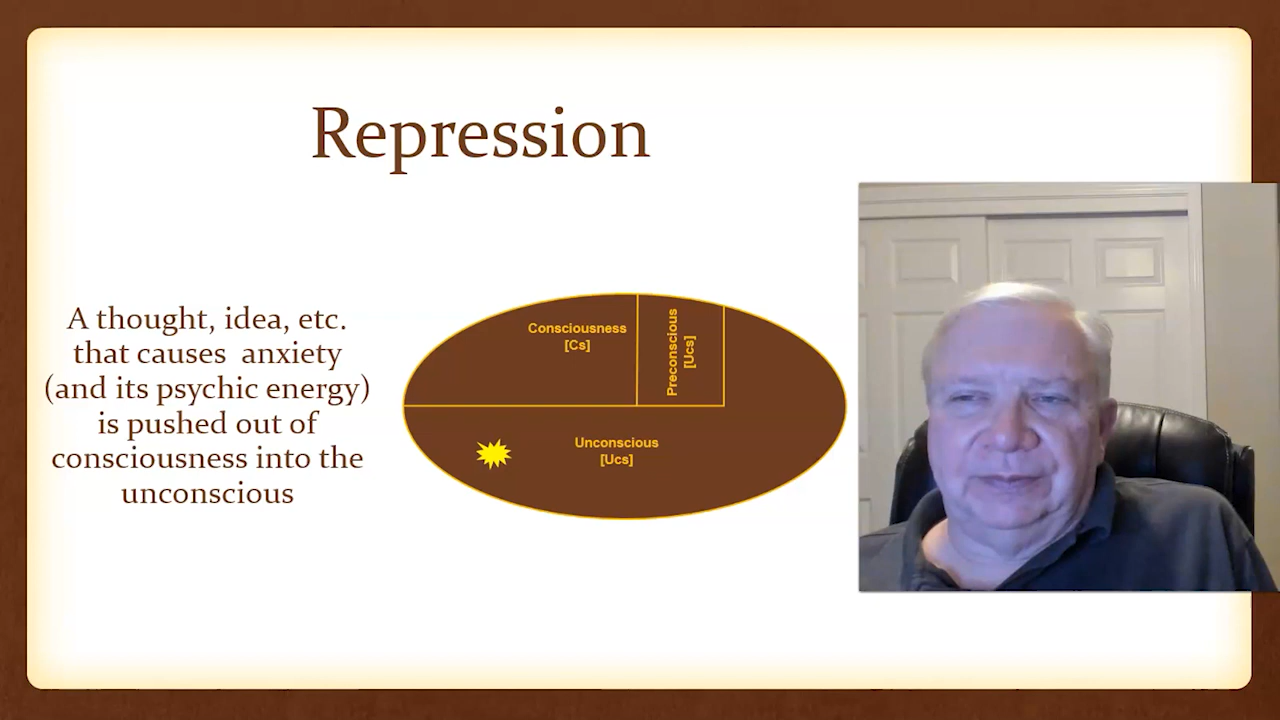 Repression
A thought, idea, etc.
that causes anxiety
(and its psychic energy)
is pushed out of
consciousness into the
unconscious
Consciousness
[Cs]
Preconscious
[Ucs]
Unconscious
[Ucs]